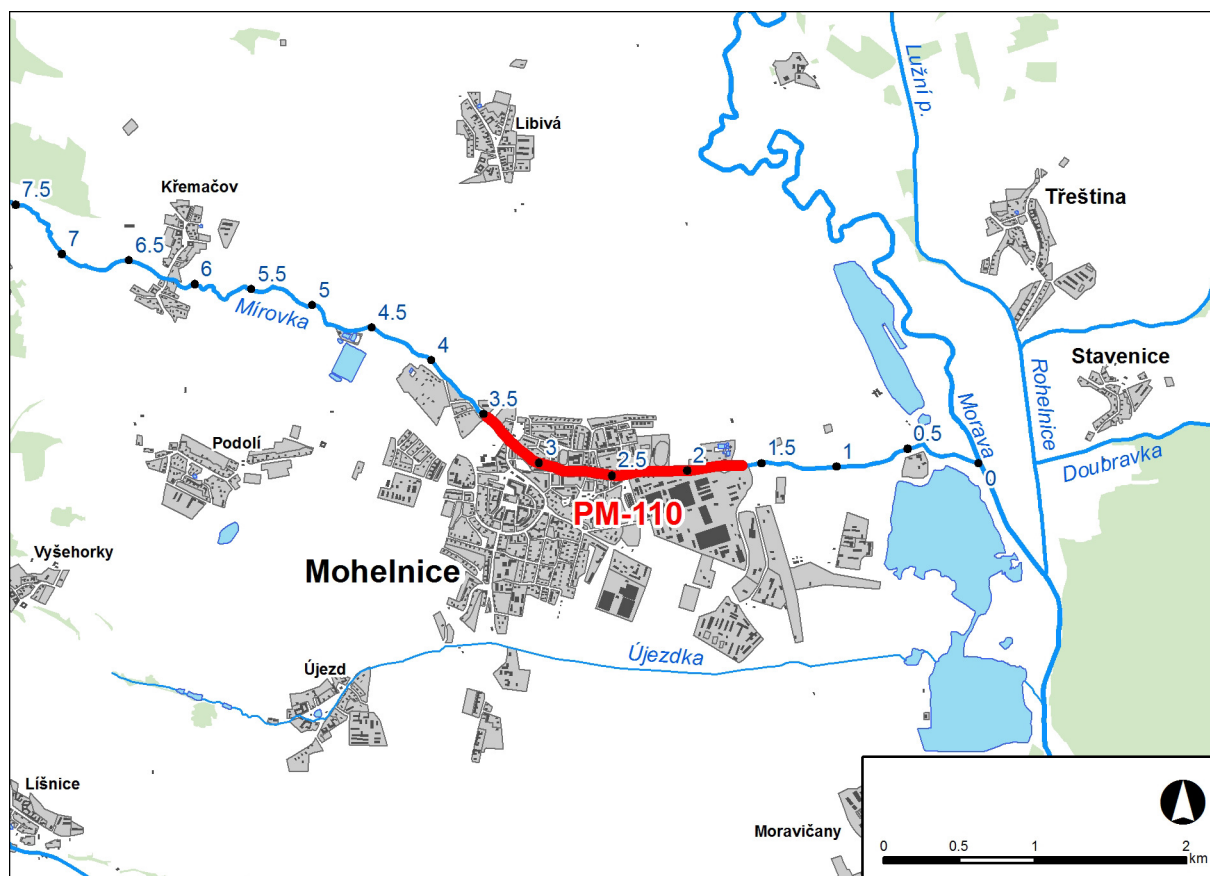 Lužní p.
Libivá
Křemačov
Třeština
7.5
7
6.5
6
5.5
5
4.5
4
3.5
3
2.5
2
1.5
1
0.5
0
Mírovka
Morava
Rohelnice
Stavenice
Doubravka
Podolí
PM-110
Vyšehorky
Mohelnice
Újezdka
Újezd
Líšnice
Moravičany
0 0.5 1 2
km